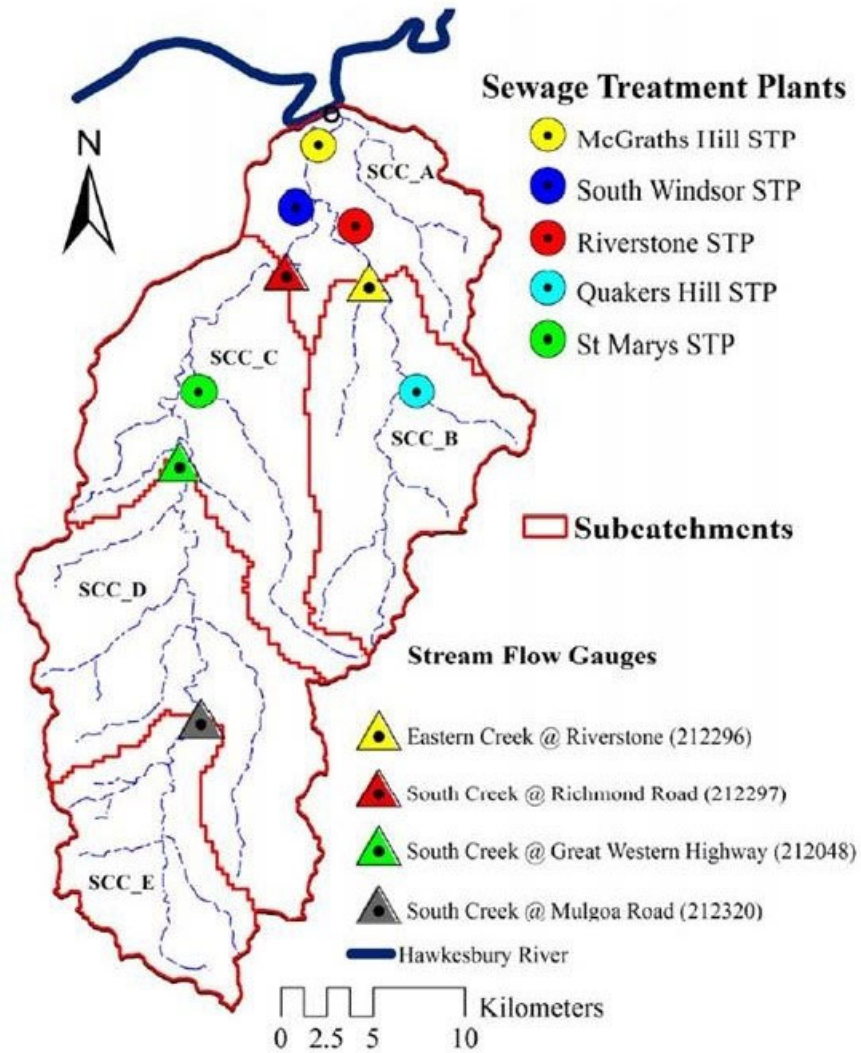 Sewage Treatment Plants
N
McGraths Hill STP
SCC_A
South Windsor STP
Riverstone STP
Quakers Hill STP
SCC_C
St Marys STP
SCC_B
Subcatchments
SCC_D
Stream Flow Gauges
Eastern Creek @ Riverstone (212296)
South Creek @ Richmond Road (212297)
South Creek @ Great Western Highway (212048)
SCC_E
South Creek @ Mulgoa Road (212320)
Hawkesbury River
Kilometers
0 2.5 5 10